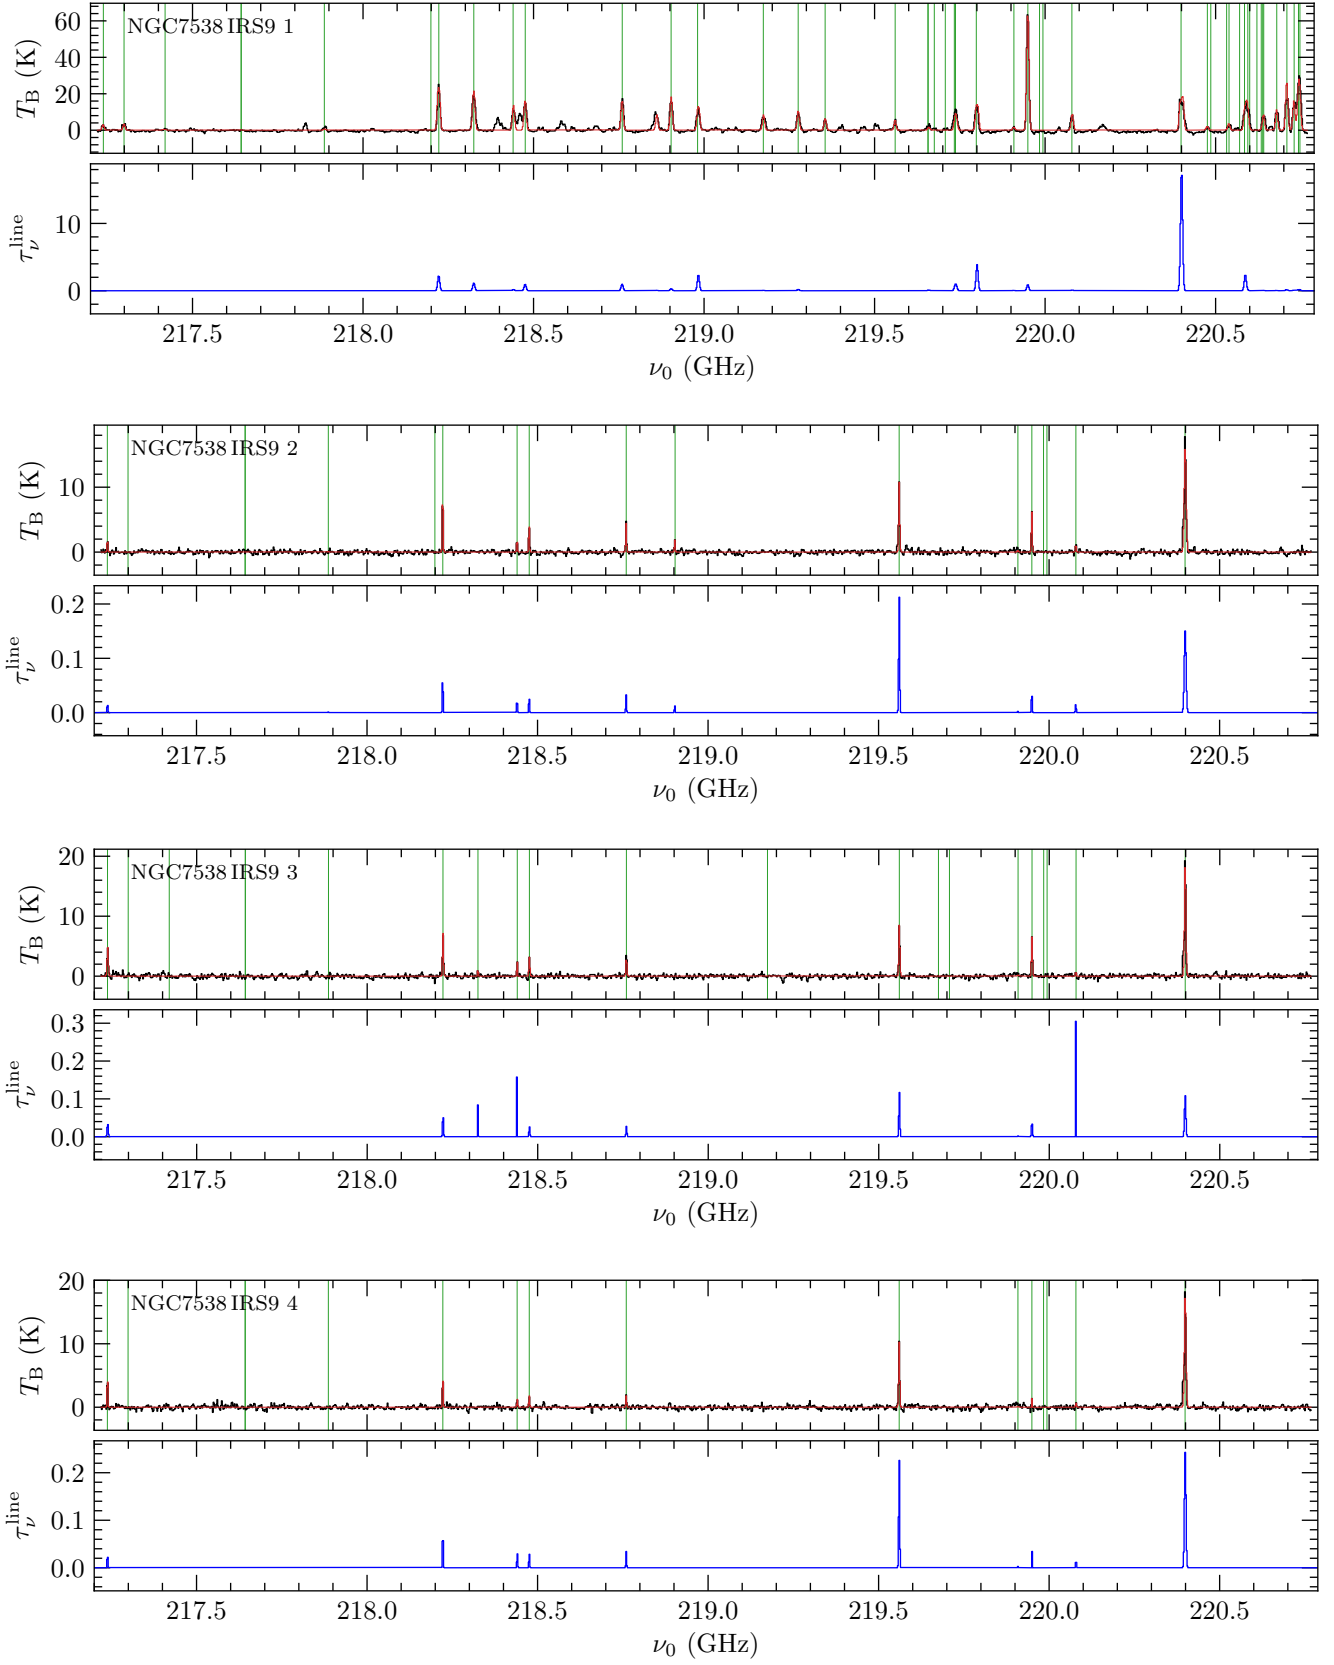 NGC7538 IRS9 1
T_B (K)
60
40
20
0
τ_ν^line
10
0
217.5 218.0 218.5 219.0 219.5 220.0 220.5
ν_0 (GHz)
NGC7538 IRS9 2
T_B (K)
10
0
τ_ν^line
0.2
0.1
0.0
217.5 218.0 218.5 219.0 219.5 220.0 220.5
ν_0 (GHz)
NGC7538 IRS9 3
T_B (K)
20
10
0
τ_ν^line
0.3
0.2
0.1
0.0
217.5 218.0 218.5 219.0 219.5 220.0 220.5
ν_0 (GHz)
NGC7538 IRS9 4
T_B (K)
20
10
0
τ_ν^line
0.2
0.1
0.0
217.5 218.0 218.5 219.0 219.5 220.0 220.5
ν_0 (GHz)